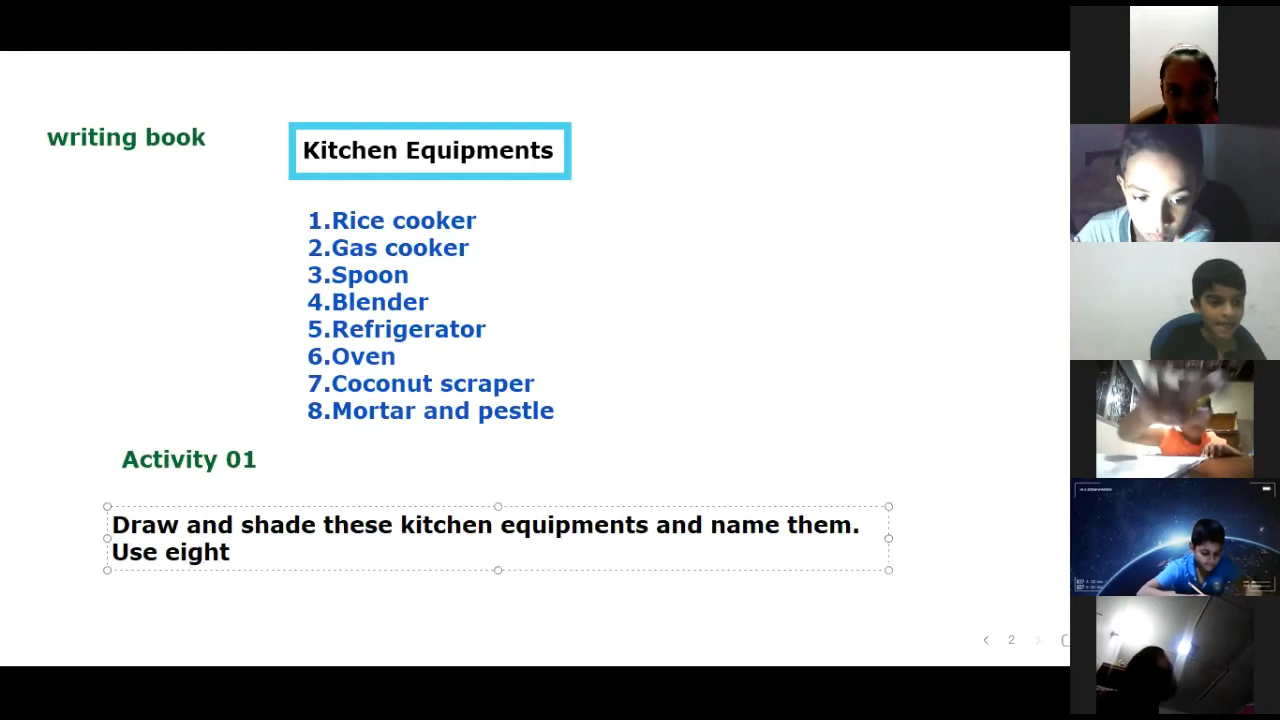 writing book
Kitchen Equipments
1.Rice cooker
2.Gas cooker
3.Spoon
4.Blender
5.Refrigerator
6.Oven
7.Coconut scraper
8.Mortar and pestle
Activity 01
Draw and shade these kitchen equipments and name them.
Use eight
2